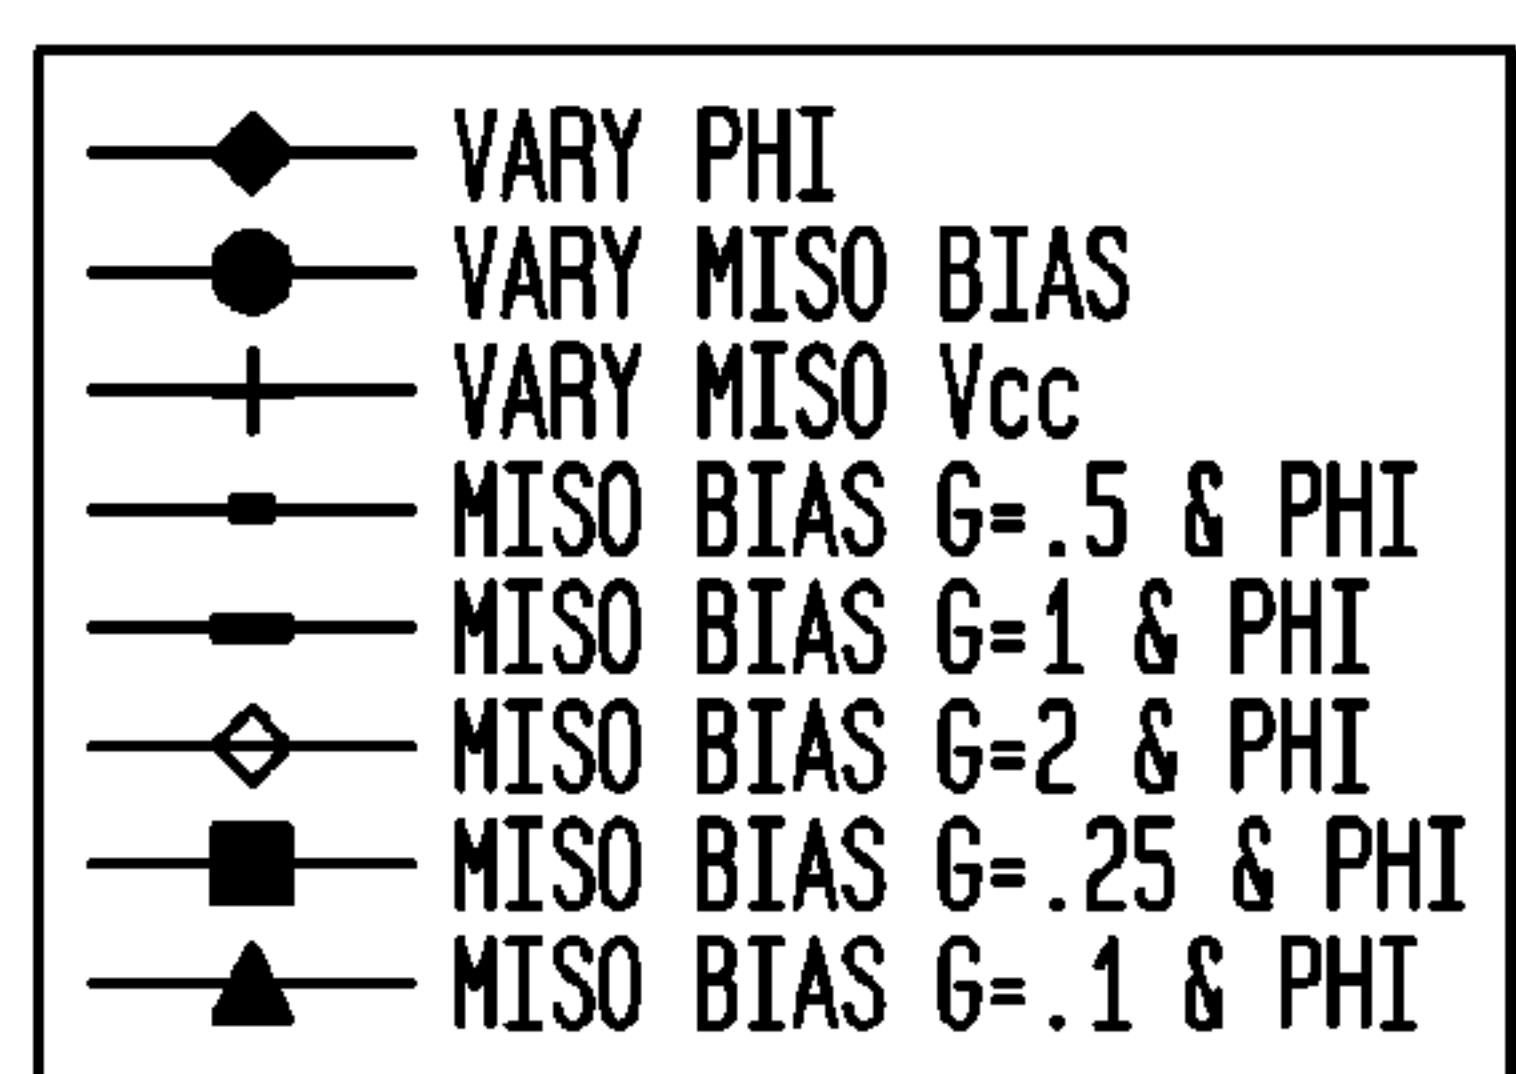 VARY PHI
VARY MISO BIAS
VARY MISO Vcc
MISO BIAS G=.5 & PHI
MISO BIAS G=1 & PHI
MISO BIAS G=2 & PHI
MISO BIAS G=.25 & PHI
MISO BIAS G=.1 & PHI